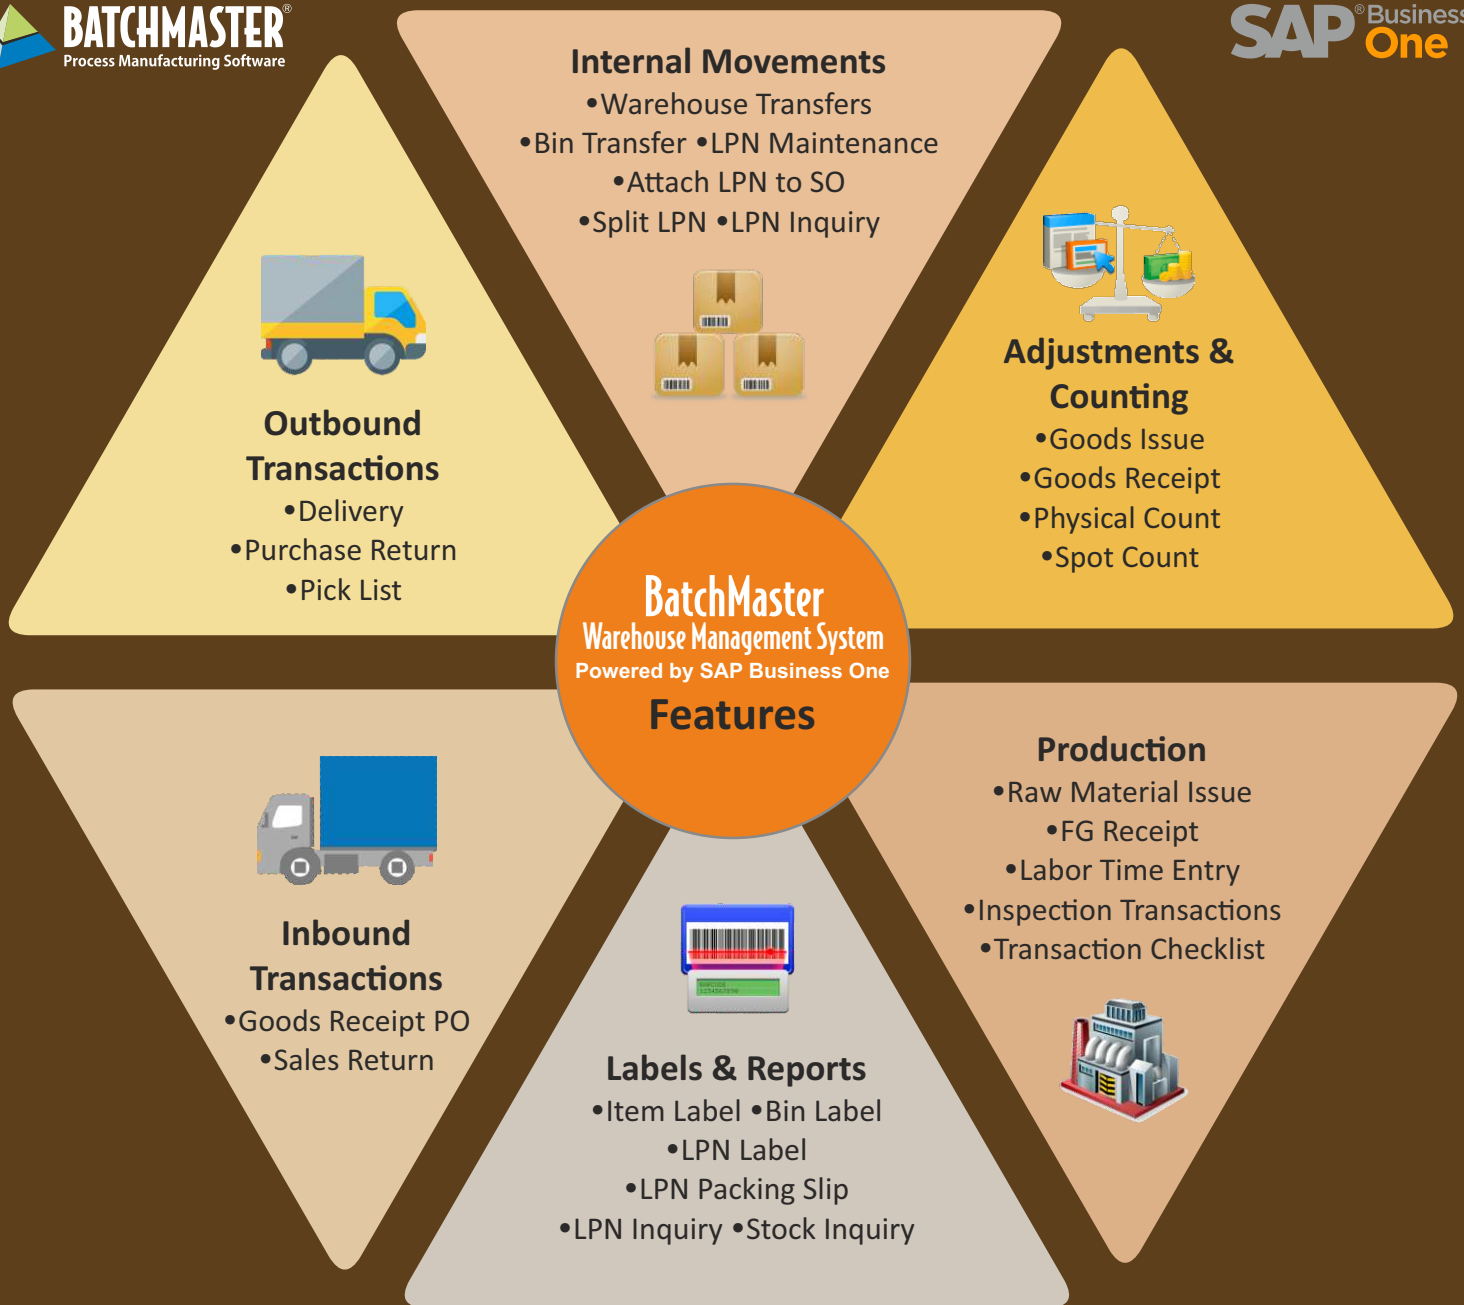 BATCHMASTER®
Process Manufacturing Software
SAP® Business
One
Internal Movements
•Warehouse Transfers
•Bin Transfer •LPN Maintenance
•Attach LPN to SO
•Split LPN •LPN Inquiry
Outbound
Transactions
•Delivery
•Purchase Return
•Pick List
Adjustments &
Counting
•Goods Issue
•Goods Receipt
•Physical Count
•Spot Count
BatchMaster
Warehouse Management System
Powered by SAP Business One
Features
Inbound
Transactions
•Goods Receipt PO
•Sales Return
BARCODE
1234567890
Labels & Reports
•Item Label •Bin Label
•LPN Label
•LPN Packing Slip
•LPN Inquiry •Stock Inquiry
Production
•Raw Material Issue
•FG Receipt
•Labor Time Entry
•Inspection Transactions
•Transaction Checklist